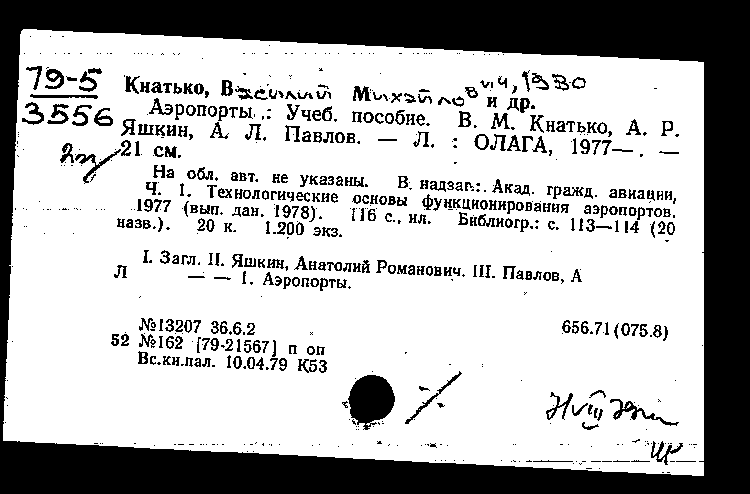 79-5
3556
Кнатько, Василий Михайлович, 1930
и др.
Аэропорты.: Учеб. пособие. В. М. Кнатько, А. Р.
Яшкин, А. Л. Павлов. — Л. : ОЛАГА, 1977—. —
21 см.
На обл. авт. не указаны. В надзаг.: Акад. гражд. авиации,
Ч. 1. Технологические основы функционирования аэропортов.
1977 (вып. дан. 1978). 116 с., ил. Библиогр.: с. 113—114 (20
назв.). 20 к. 1.200 экз.
I. Загл. II. Яшкин, Анатолий Романович. III. Павлов, А
Л — — 1. Аэропорты.
№13207 36.6.2
656.71(075.8)
52 №162 [79-21567] п оп
Вс.кн.пал. 10.04.79 К53